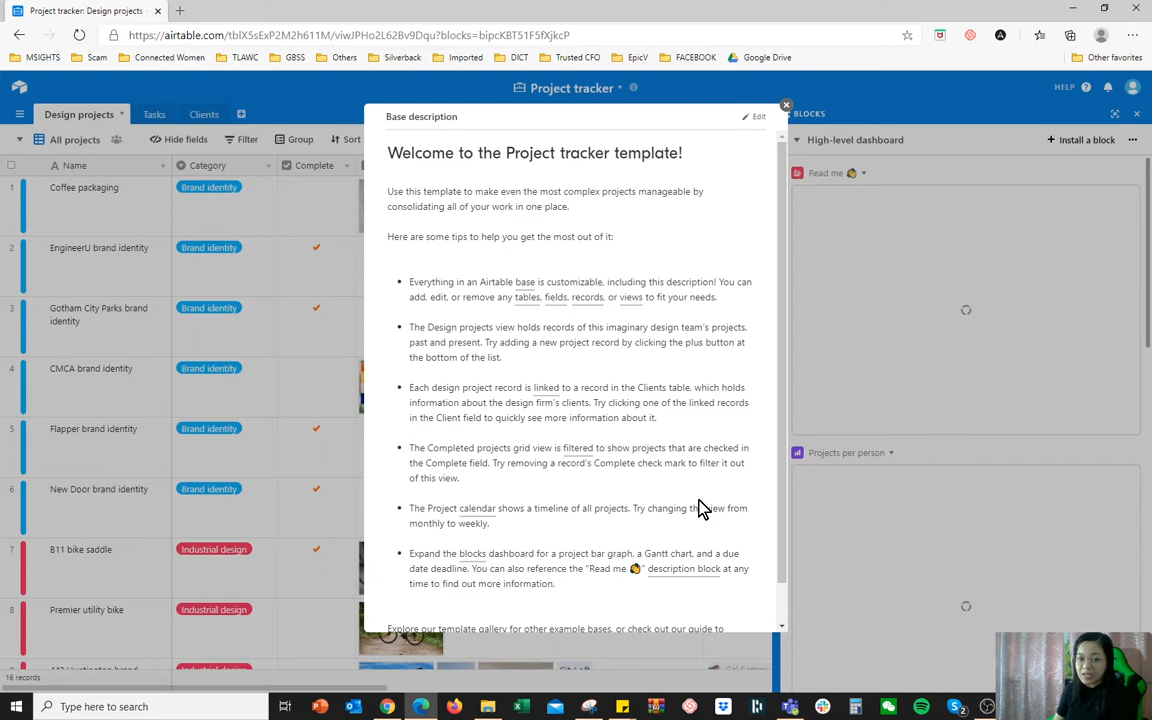 Project tracker: Design projects -
https://airtable.com/tblX5sExP2M2h611M/viwJPHo2L62Bv9Dqu?blocks=bipcKBT51F5fXjkcP
MSIGHTS
Scam
Connected Women
TLAWC
GBSS
Others
Silverback
Imported
DICT
Trusted CFO
EpicV
FACEBOOK
Google Drive
Other favorites
Project tracker
HELP
Design projects
Tasks
Clients
BLOCKS
All projects
Hide fields
Filter
Group
Sort
High-level dashboard
Install a block
Name
Category
Complete
Read me
1
Coffee packaging
Brand identity
2
EngineerU brand identity
Brand identity
3
Gotham City Parks brand
identity
Brand identity
4
CMCA brand identity
Brand identity
5
Flapper brand identity
Brand identity
6
New Door brand identity
Brand identity
7
B11 bike saddle
Industrial design
8
Premier utility bike
Industrial design
16 records
Base description
Edit
Welcome to the Project tracker template!
Use this template to make even the most complex projects manageable by
consolidating all of your work in one place.
Here are some tips to help you get the most out of it:
Everything in an Airtable base is customizable, including this description! You can
add, edit, or remove any tables, fields, records, or views to fit your needs.
The Design projects view holds records of this imaginary design team's projects,
past and present. Try adding a new project record by clicking the plus button at
the bottom of the list.
Each design project record is linked to a record in the Clients table, which holds
information about the design firm's clients. Try clicking one of the linked records
in the Client field to quickly see more information about it.
The Completed projects grid view is filtered to show projects that are checked in
the Complete field. Try removing a record's Complete check mark to filter it out
of this view.
The Project calendar shows a timeline of all projects. Try changing the view from
monthly to weekly.
Expand the blocks dashboard for a project bar graph, a Gantt chart, and a due
date deadline. You can also reference the "Read me 👏" description block at any
time to find out more information.
Explore our template gallery for other example bases, or check out our guide to
Projects per person
Type here to search